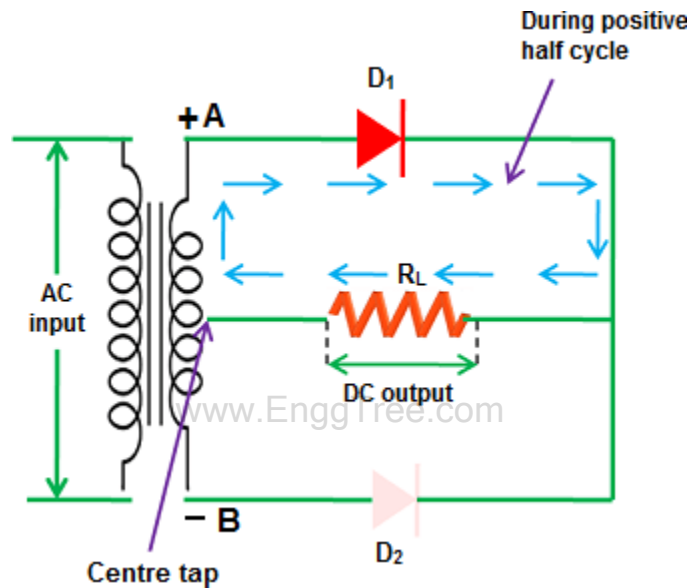 During positive
half cycle
D1
+ A
RL
AC
input
DC output
www.EnggTree.com
– B
D2
Centre tap